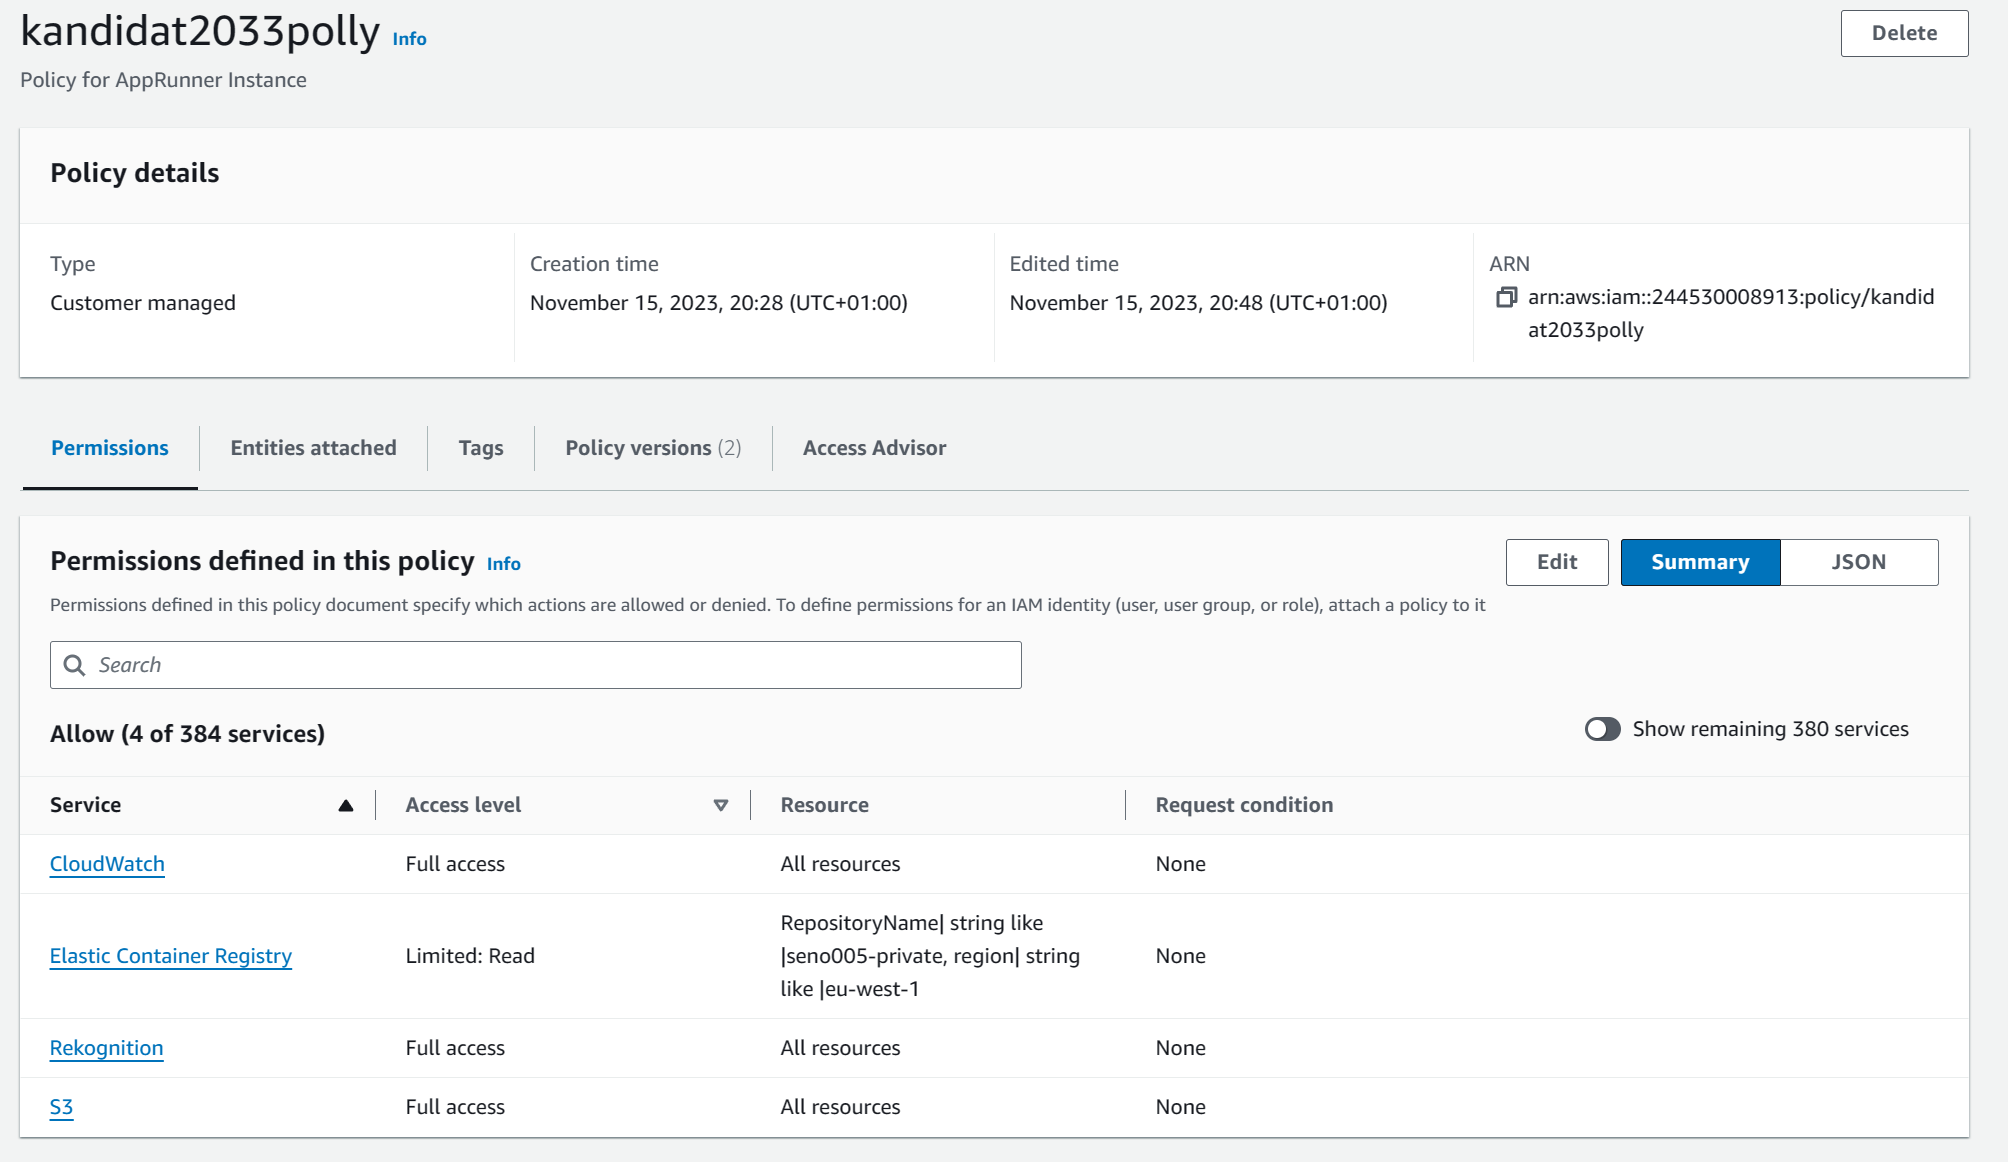 kandidat2033polly Info
Delete
Policy for AppRunner Instance
Policy details
Type
Customer managed
Creation time
November 15, 2023, 20:28 (UTC+01:00)
Edited time
November 15, 2023, 20:48 (UTC+01:00)
ARN
arn:aws:iam::244530008913:policy/kandid
at2033polly
Permissions Entities attached Tags Policy versions (2) Access Advisor
Permissions defined in this policy Info
Edit Summary JSON
Permissions defined in this policy document specify which actions are allowed or denied. To define permissions for an IAM identity (user, user group, or role), attach a policy to it
Search
Allow (4 of 384 services)
Show remaining 380 services
Service Access level Resource Request condition
CloudWatch Full access All resources None
Elastic Container Registry Limited: Read
RepositoryName| string like
|seno005-private, region| string
like |eu-west-1
None
Rekognition Full access All resources None
S3 Full access All resources None